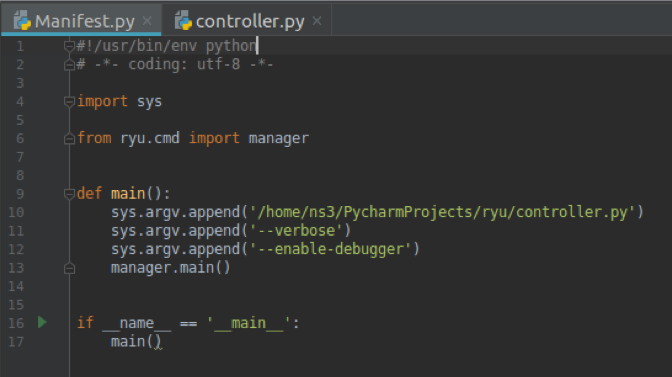 Manifest.py × controller.py ×
1 #!/usr/bin/env python
2 # -*- coding: utf-8 -*-
3
4 import sys
5
6 from ryu.cmd import manager
7
8
9 def main():
10     sys.argv.append('/home/ns3/PycharmProjects/ryu/controller.py')
11     sys.argv.append('--verbose')
12     sys.argv.append('--enable-debugger')
13     manager.main()
14
15
16 if __name__ == '__main__':
17     main()